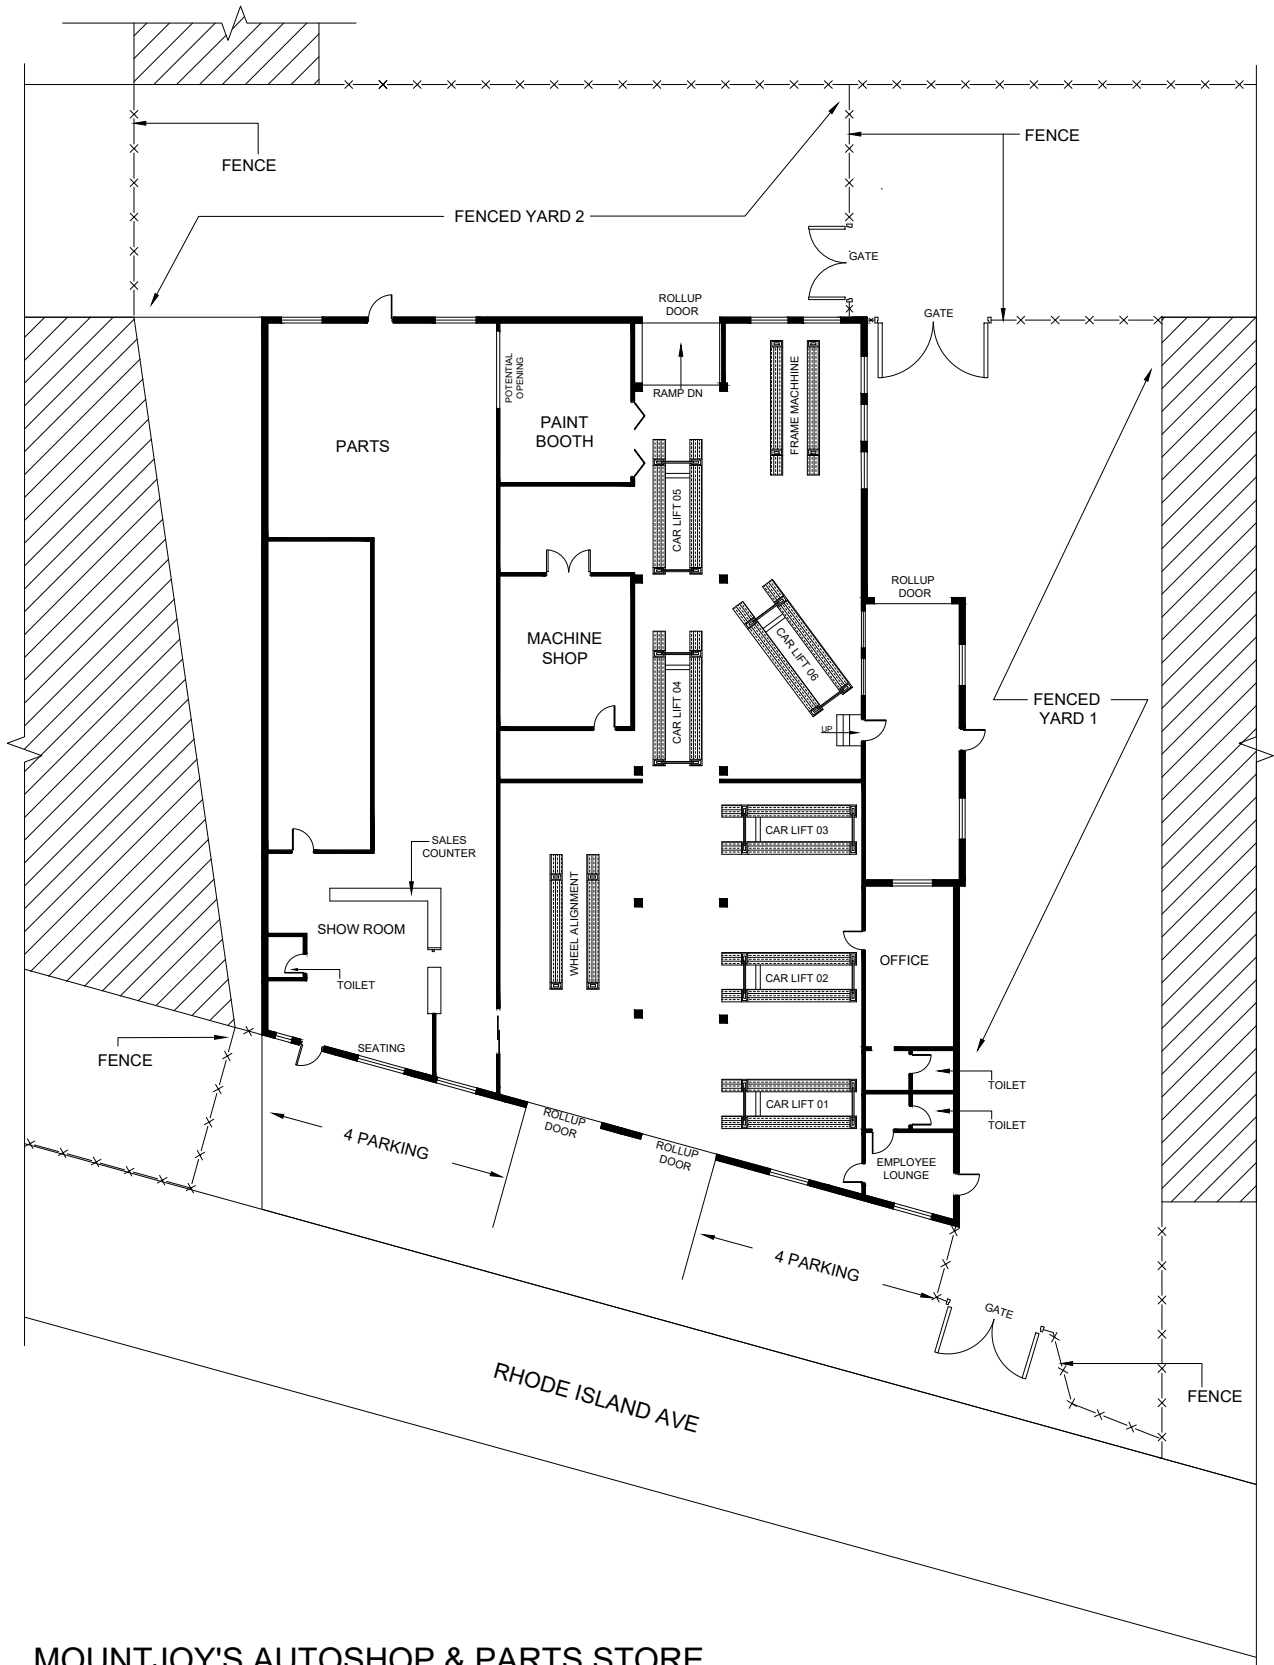 FENCE
FENCE
FENCED YARD 2
GATE
ROLLUP
DOOR
GATE
POTENTIAL
OPENING
RAMP DN
FRAME MACHHINE
PAINT
BOOTH
PARTS
CAR LIFT 05
ROLLUP
DOOR
MACHINE
SHOP
CAR LIFT 06
CAR LIFT 04
FENCED
YARD 1
UP
CAR LIFT 03
SALES
COUNTER
WHEEL ALIGNMENT
SHOW ROOM
OFFICE
CAR LIFT 02
TOILET
SEATING
FENCE
TOILET
CAR LIFT 01
ROLLUP
DOOR
TOILET
4 PARKING
ROLLUP
DOOR
EMPLOYEE
LOUNGE
4 PARKING
GATE
RHODE ISLAND AVE
FENCE
MOUNTJOY'S AUTOSHOP & PARTS STORE